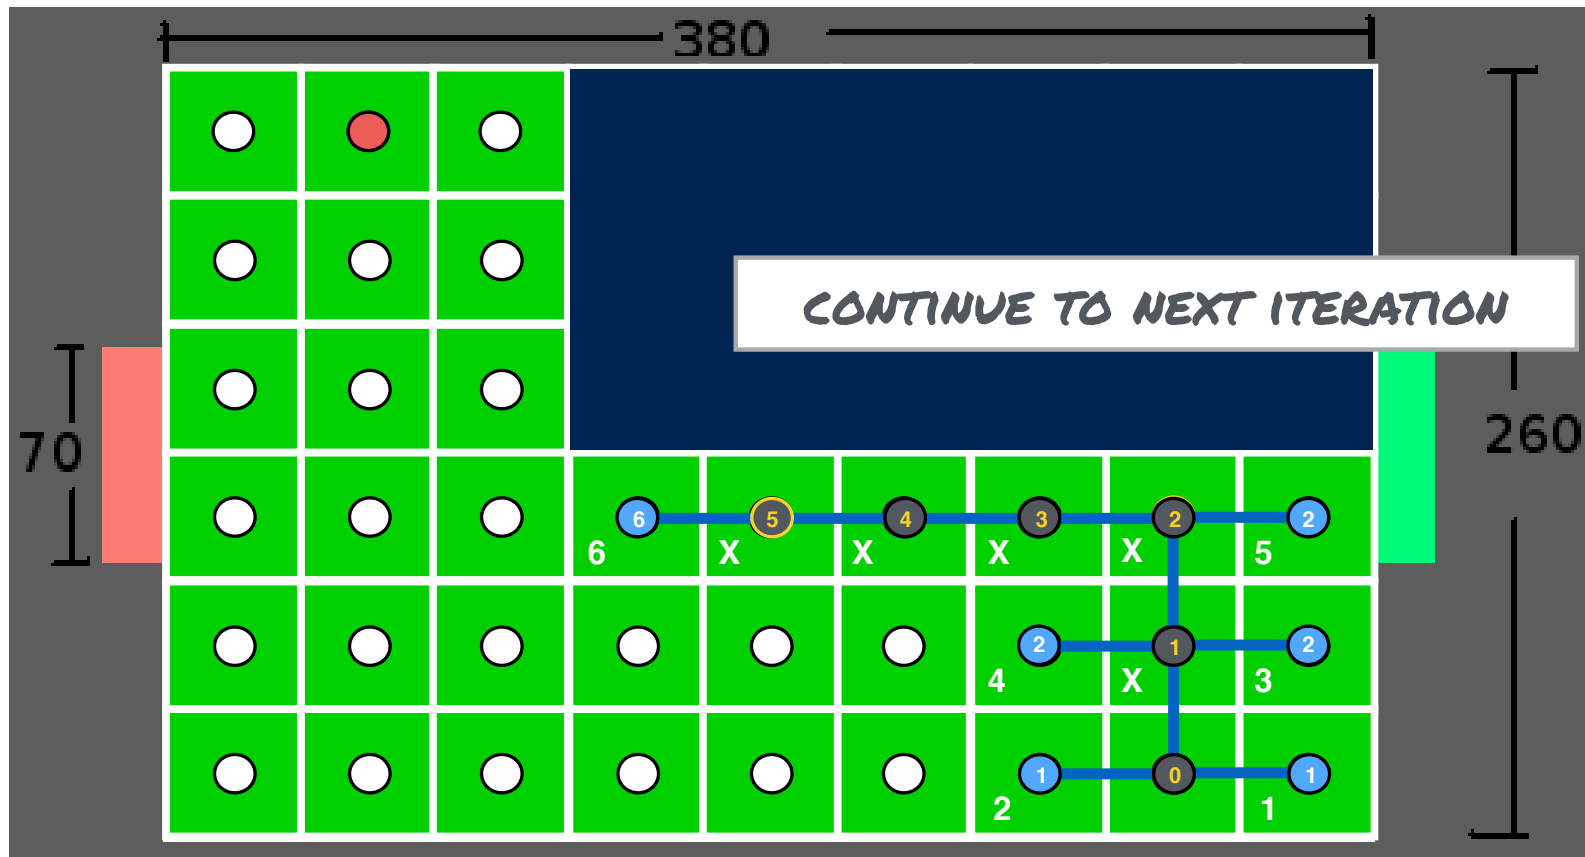 380
CONTINUE TO NEXT ITERATION
70
260
6 5 4 3 2 2
6 X X X X 5
2 1 2
4 X 3
1 0 1
2 1